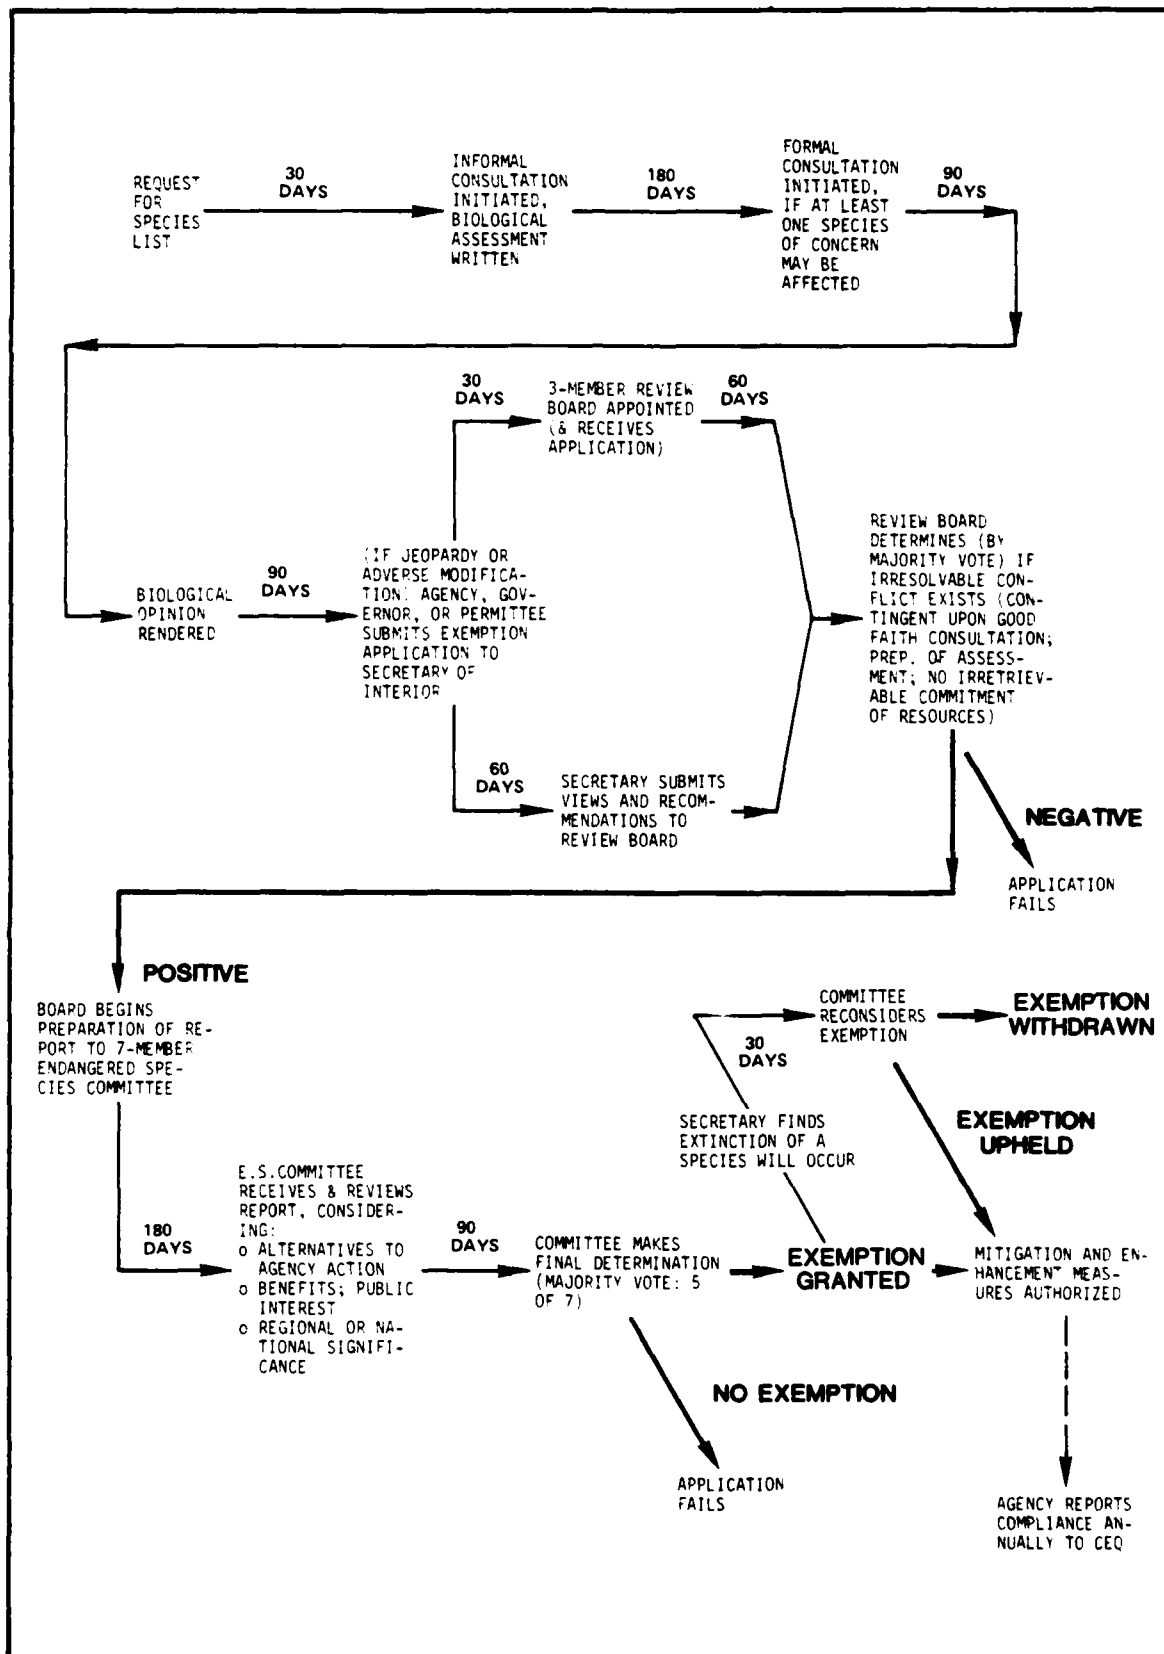 REQUEST
FOR
SPECIES
LIST
30
DAYS
INFORMAL
CONSULTATION
INITIATED,
BIOLOGICAL
ASSESSMENT
WRITTEN
180
DAYS
FORMAL
CONSULTATION
INITIATED,
IF AT LEAST
ONE SPECIES
OF CONCERN
MAY BE
AFFECTED
90
DAYS
BIOLOGICAL
OPINION
RENDERED
90
DAYS
(IF JEOPARDY OR
ADVERSE MODIFICA-
TION) AGENCY, GOV-
ERNOR, OR PERMITTEE
SUBMITS EXEMPTION
APPLICATION TO
SECRETARY OF
INTERIOR
30
DAYS
3-MEMBER REVIEW
BOARD APPOINTED
(& RECEIVES
APPLICATION)
60
DAYS
60
DAYS
SECRETARY SUBMITS
VIEWS AND RECOM-
MENDATIONS TO
REVIEW BOARD
REVIEW BOARD
DETERMINES (BY
MAJORITY VOTE) IF
IRRESOLVABLE CON-
FLICT EXISTS (CON-
TINGENT UPON GOOD
FAITH CONSULTATION;
PREP. OF ASSESS-
MENT; NO IRRETRIEV-
ABLE COMMITMENT
OF RESOURCES)
NEGATIVE
APPLICATION
FAILS
POSITIVE
BOARD BEGINS
PREPARATION OF RE-
PORT TO 7-MEMBER
ENDANGERED SPE-
CIES COMMITTEE
180
DAYS
E.S.COMMITTEE
RECEIVES & REVIEWS
REPORT, CONSIDER-
ING:
o ALTERNATIVES TO
AGENCY ACTION
o BENEFITS; PUBLIC
INTEREST
o REGIONAL OR NA-
TIONAL SIGNIFI-
CANCE
90
DAYS
COMMITTEE MAKES
FINAL DETERMINATION
(MAJORITY VOTE: 5
OF 7)
NO EXEMPTION
APPLICATION
FAILS
EXEMPTION
GRANTED
SECRETARY FINDS
EXTINCTION OF A
SPECIES WILL OCCUR
30
DAYS
COMMITTEE
RECONSIDERS
EXEMPTION
EXEMPTION
WITHDRAWN
EXEMPTION
UPHELD
MITIGATION AND EN-
HANCEMENT MEAS-
URES AUTHORIZED
AGENCY REPORTS
COMPLIANCE AN-
NUALLY TO CEQ